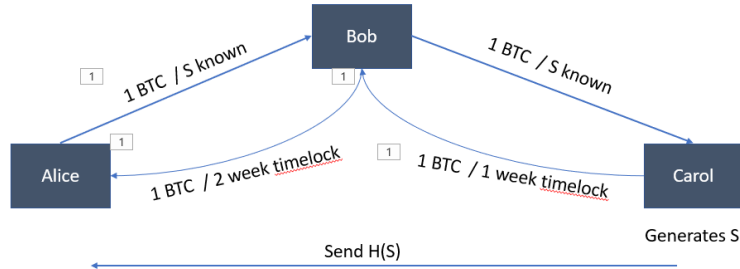 Bob
1 BTC / S known
1 BTC / S known
1
1
1
1
Alice
1 BTC / 2 week timelock
1 BTC / 1 week timelock
Carol
Generates S
Send H(S)